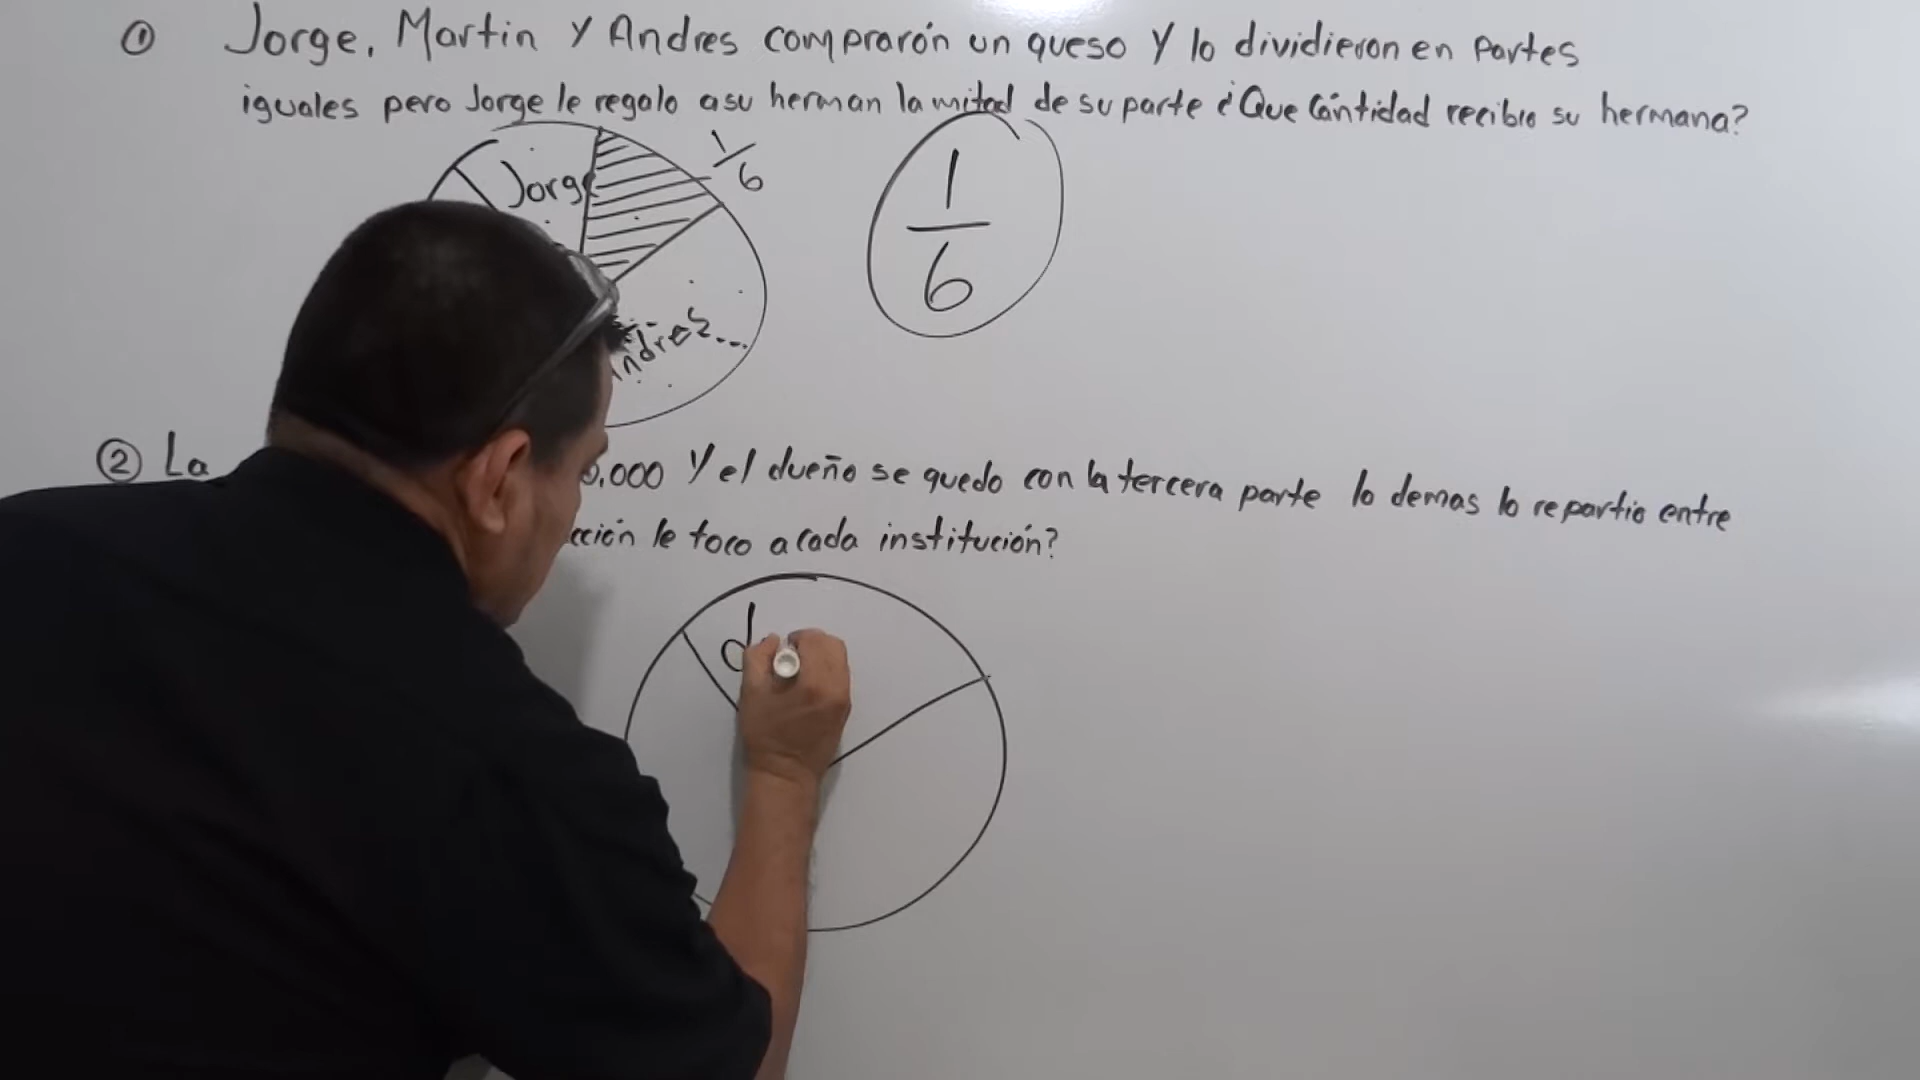 ① Jorge, Martin y Andres compraron un queso y lo dividieron en partes
iguales pero Jorge le regalo a su herman la mitad de su parte ¿Que Cántidad recibio su hermana?
Jorge
1/6
1/6
② La
.000 y el dueño se quedo con la tercera parte lo demas lo repartio entre
cción le toco a cada institución?
d